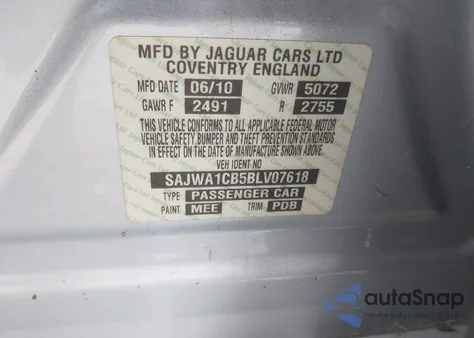 MFD BY JAGUAR CARS LTD
COVENTRY ENGLAND
MFD DATE 06/10 GVWR 5072
GAWR F 2491 R 2755
THIS VEHICLE CONFORMS TO ALL APPLICABLE FEDERAL MOTOR
VEHICLE SAFETY,BUMPER AND THEFT PREVENTION STANDARDS
IN EFFECT ON DATE OF MANUFACTURE SHOWN ABOVE.
VEH IDENT NO
SAJWA1CB5BLV07618
TYPE PASSENGER CAR
PAINT MEE TRIM PDB
autoSnap